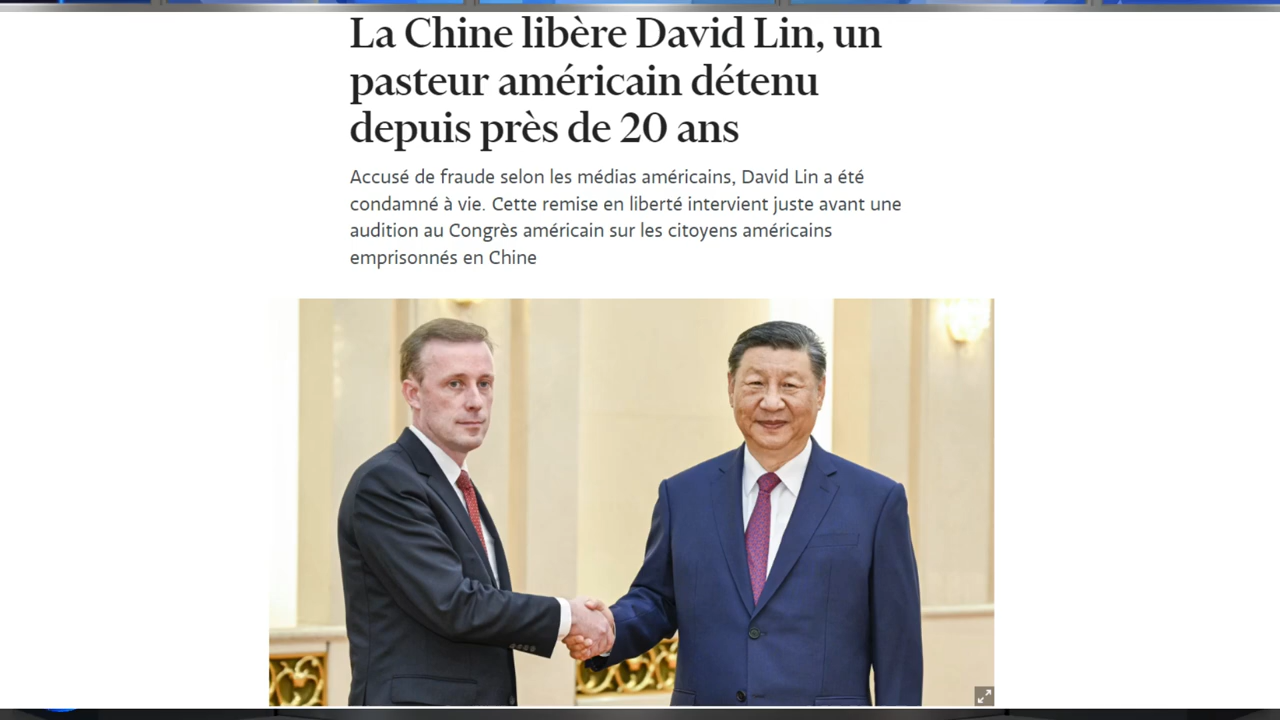 La Chine libère David Lin, un
pasteur américain détenu
depuis près de 20 ans
Accusé de fraude selon les médias américains, David Lin a été
condamné à vie. Cette remise en liberté intervient juste avant une
audition au Congrès américain sur les citoyens américains
emprisonnés en Chine